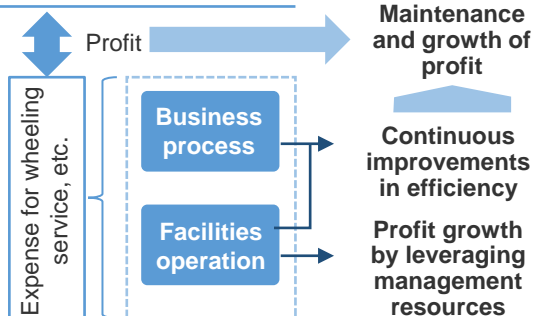 Profit
Maintenance
and growth of
profit
Expense for wheeling
service, etc.
Business
process
Continuous
improvements
in efficiency
Facilities
operation
Profit growth
by leveraging
management
resources